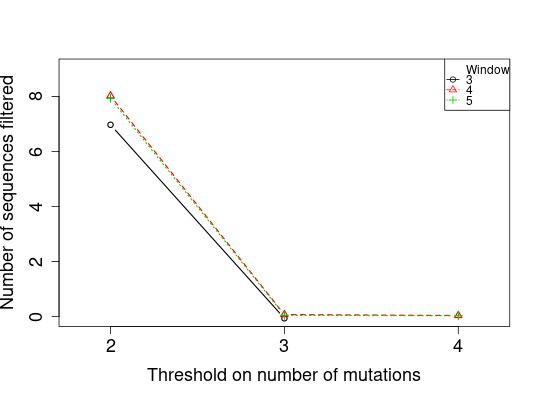 Window
3
4
5
Number of sequences filtered
8
6
4
2
0
2 3 4
Threshold on number of mutations